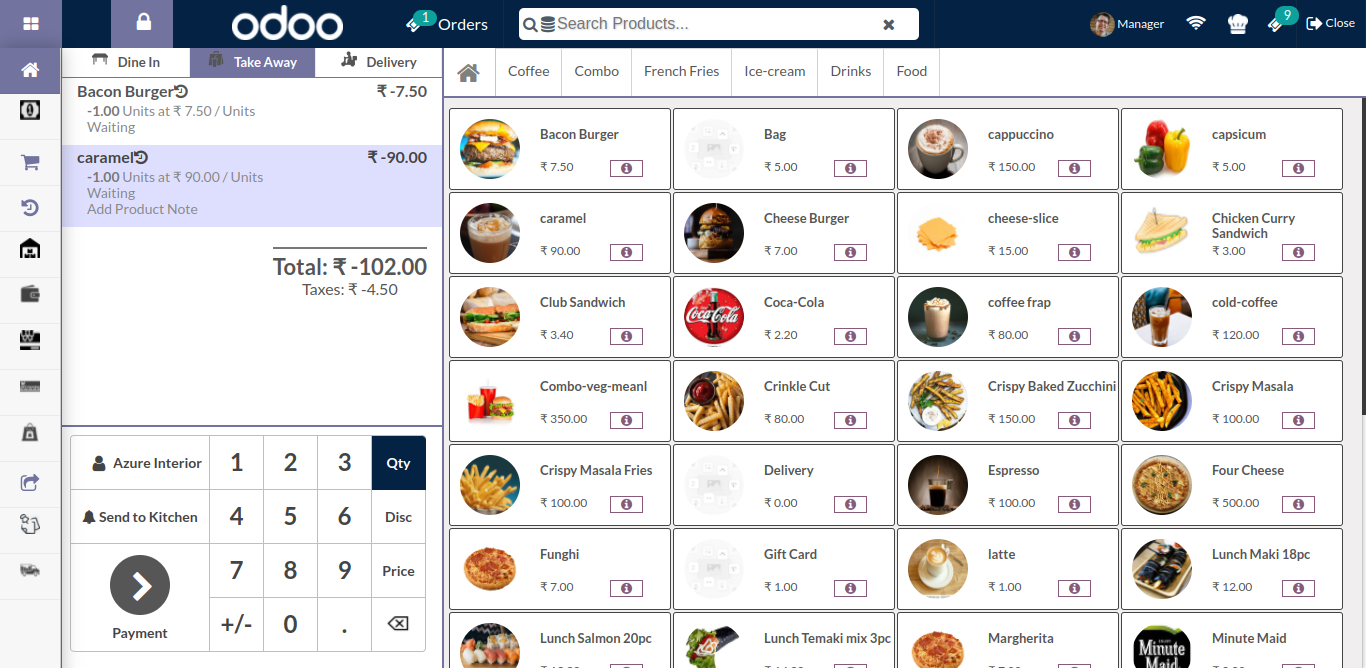 odoo
1
Orders
Search Products...
Manager
9
Close
Dine In
Take Away
Delivery
Coffee
Combo
French Fries
Ice-cream
Drinks
Food
Bacon Burger
₹ -7.50
-1.00 Units at ₹ 7.50 / Units
Waiting
caramel
₹ -90.00
-1.00 Units at ₹ 90.00 / Units
Waiting
Add Product Note
Total: ₹ -102.00
Taxes: ₹ -4.50
Azure Interior
1
2
3
Qty
Send to Kitchen
4
5
6
Disc
Payment
7
8
9
Price
+/-
0
.
Bacon Burger
₹ 7.50
Bag
₹ 5.00
cappuccino
₹ 150.00
capsicum
₹ 5.00
caramel
₹ 90.00
Cheese Burger
₹ 7.00
cheese-slice
₹ 15.00
Chicken Curry
Sandwich
₹ 3.00
Club Sandwich
₹ 3.40
Coca-Cola
Coca-Cola
₹ 2.20
coffee frap
₹ 80.00
cold-coffee
₹ 120.00
Combo-veg-meanl
₹ 350.00
Crinkle Cut
₹ 80.00
Crispy Baked Zucchini
₹ 150.00
Crispy Masala
₹ 100.00
Crispy Masala Fries
₹ 100.00
Delivery
₹ 0.00
Espresso
₹ 100.00
Four Cheese
₹ 500.00
Funghi
₹ 7.00
Gift Card
₹ 1.00
latte
₹ 1.00
Lunch Maki 18pc
₹ 12.00
Lunch Salmon 20pc
Lunch Temaki mix 3pc
Margherita
Minute
Maid
Minute Maid